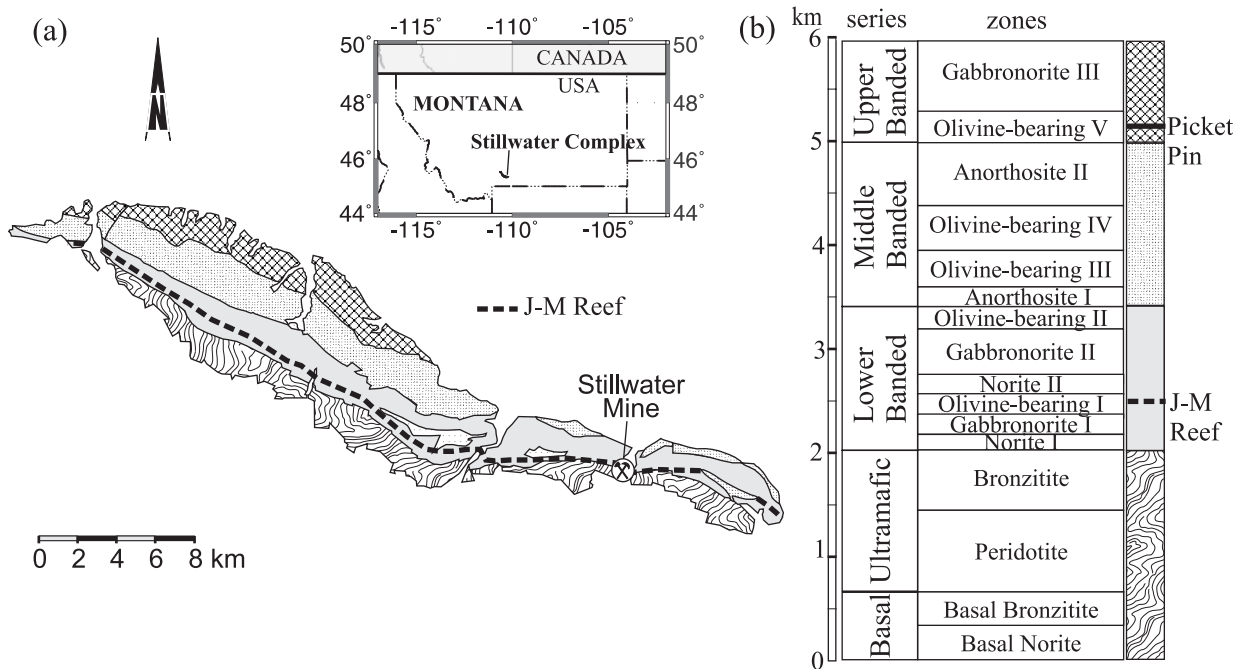 (a)
N
-115° -110° -105°
50° 50°
CANADA
USA
48° 48°
MONTANA
Stillwater Complex
46° 46°
44° 44°
-115° -110° -105°
J-M Reef
Stillwater
Mine
0 2 4 6 8 km
(b)
km series zones
6
5
4
3
2
1
0
Upper
Banded
Gabbronorite III
Olivine-bearing V
Picket
Pin
Middle
Banded
Anorthosite II
Olivine-bearing IV
Olivine-bearing III
Anorthosite I
Lower
Banded
Olivine-bearing II
Gabbronorite II
Norite II
Olivine-bearing I
Gabbronorite I
Norite I
J-M
Reef
Ultramafic
Bronzitite
Peridotite
Basal
Basal Bronzitite
Basal Norite